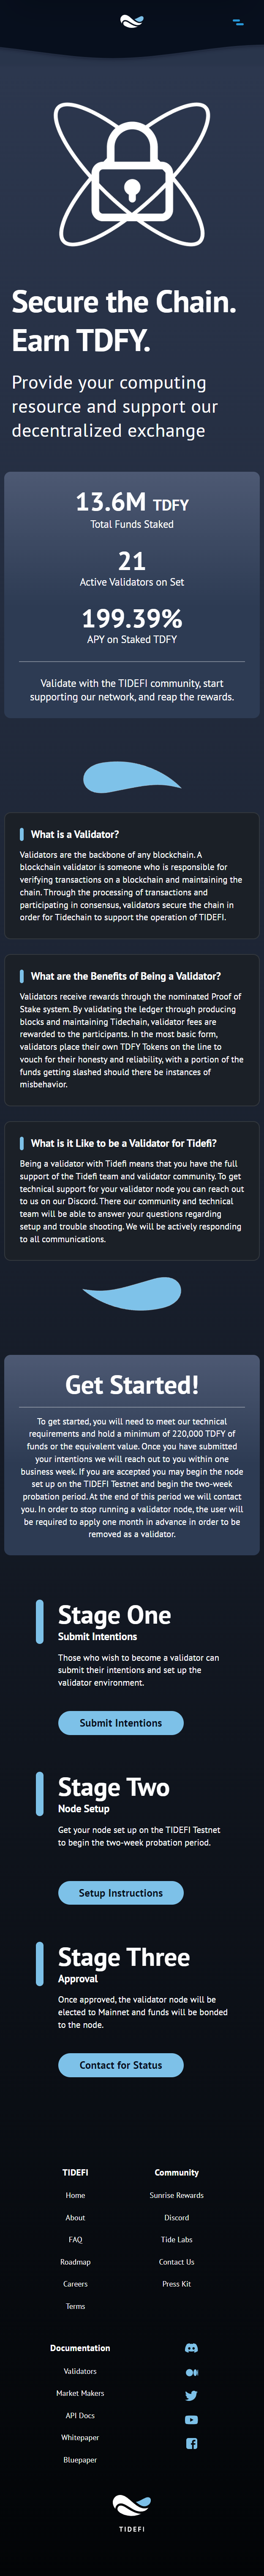 Secure the Chain.
Earn TDFY.
Provide your computing
resource and support our
decentralized exchange
13.6M TDFY
Total Funds Staked
21
Active Validators on Set
199.39%
APY on Staked TDFY
Validate with the TIDEFI community, start
supporting our network, and reap the rewards.
What is a Validator?
Validators are the backbone of any blockchain. A
blockchain validator is someone who is responsible for
verifying transactions on a blockchain and maintaining the
chain. Through the processing of transactions and
participating in consensus, validators secure the chain in
order for Tidechain to support the operation of TIDEFI.
What are the Benefits of Being a Validator?
Validators receive rewards through the nominated Proof of
Stake system. By validating the ledger through producing
blocks and maintaining Tidechain, validator fees are
rewarded to the participants. In the most basic form,
validators place their own TDFY Tokens on the line to
vouch for their honesty and reliability, with a portion of the
funds getting slashed should there be instances of
misbehavior.
What is it Like to be a Validator for Tidefi?
Being a validator with Tidefi means that you have the full
support of the Tidefi team and validator community. To get
technical support for your validator node you can reach out
to us on our Discord. There our community and technical
team will be able to answer your questions regarding
setup and trouble shooting. We will be actively responding
to all communications.
Get Started!
To get started, you will need to meet our technical
requirements and hold a minimum of 220,000 TDFY of
funds or the equivalent value. Once you have submitted
your intentions we will reach out to you within one
business week. If you are accepted you may begin the node
set up on the TIDEFI Testnet and begin the two-week
probation period. At the end of this period we will contact
you. In order to stop running a validator node, the user will
be required to apply one month in advance in order to be
removed as a validator.
Stage One
Submit Intentions
Those who wish to become a validator can
submit their intentions and set up the
validator environment.
Submit Intentions
Stage Two
Node Setup
Get your node set up on the TIDEFI Testnet
to begin the two-week probation period.
Setup Instructions
Stage Three
Approval
Once approved, the validator node will be
elected to Mainnet and funds will be bonded
to the node.
Contact for Status
TIDEFI
Home
About
FAQ
Roadmap
Careers
Terms
Community
Sunrise Rewards
Discord
Tide Labs
Contact Us
Press Kit
Documentation
Validators
Market Makers
API Docs
Whitepaper
Bluepaper
TIDEFI